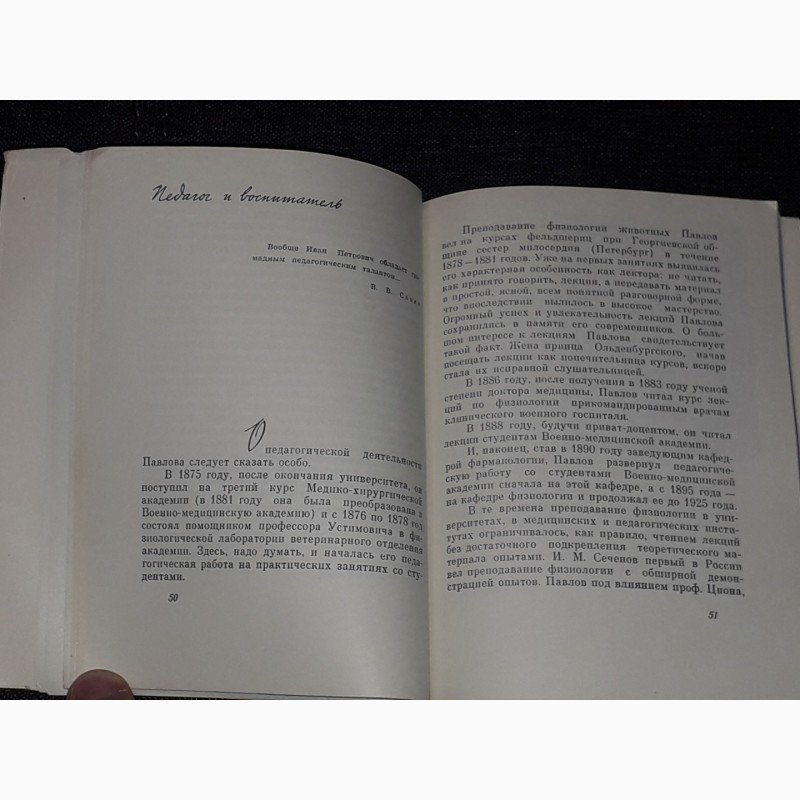 Педагог и воспитатель
Вообще Иван Петрович обладает гро-
мадным педагогическим талантом...
В. В. Савич
О педагогической деятельности
Павлова следует сказать особо.
В 1875 году, после окончания университета, он
поступил на третий курс Медико-хирургической
академии (в 1881 году она была преобразована в
Военно-медицинскую академию) и с 1876 по 1878 год
состоял помощником профессора Устимовича в фи-
зиологической лаборатории ветеринарного отделения
академии. Здесь, надо думать, и началась его педа-
гогическая работа на практических занятиях со сту-
дентами.
50
Преподавание физиологии животных Павлов
вел на курсах фельдшериц при Георгиевской об-
щине сестер милосердия (Петербург) в течение
1878—1881 годов. Уже на первых занятиях выявилась
его характерная особенность как лектора: не читать,
как принято говорить, лекции, а передавать материал
в простой, ясной, всем понятной разговорной форме,
что впоследствии вылилось в высокое мастерство.
Огромный успех и увлекательность лекций Павлова
сохранились в памяти его современников. О боль-
шом интересе к лекциям Павлова свидетельствует
такой факт. Жена принца Ольденбургского, начав
посещать лекции как попечительница курсов, вскоре
стала их исправной слушательницей.
В 1886 году, после получения в 1883 году ученой
степени доктора медицины, Павлов читал курс лек-
ций по физиологии прикомандированным врачам
клинического военного госпиталя.
В 1888 году, будучи приват-доцентом, он читал
лекции студентам Военно-медицинской академии.
И, наконец, став в 1890 году заведующим кафед-
рой фармакологии, Павлов развернул педагогиче-
скую работу со студентами Военно-медицинской
академии сначала на этой кафедре, а с 1895 года —
на кафедре физиологии и продолжал ее до 1925 года.
В те времена преподавание физиологии в уни-
верситетах, в медицинских и педагогических инсти-
тутах ограничивалось, как правило, чтением лекций
без достаточного подкрепления теоретического ма-
териала опытами. И. М. Сеченов первый в России
вел преподавание физиологии с обширной демон-
страцией опытов. Павлов под влиянием проф. Циона,
51